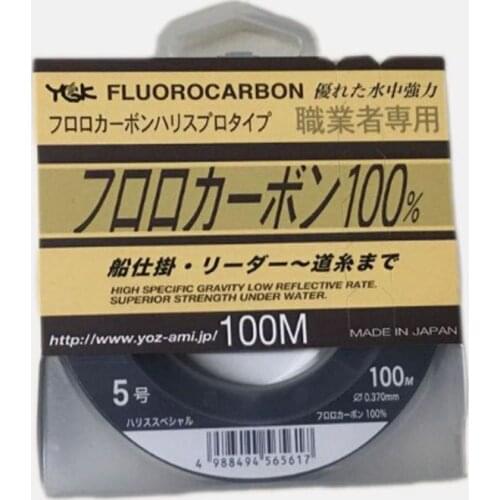 YGK FLUOROCARBON 優れた水中強力
フロロカーボンハリスプロタイプ 職業者専用
フロロカーボン100%
船仕掛・リーダー〜道糸まで
HIGH SPECIFIC GRAVITY LOW REFLECTIVE RATE.
SUPERIOR STRENGTH UNDER WATER.
http://www.yoz-ami.jp/ 100M MADE IN JAPAN
5号 100M
Ø 0.370mm
ハリススペシャル フロロカーボン 100%
4 988494 565617